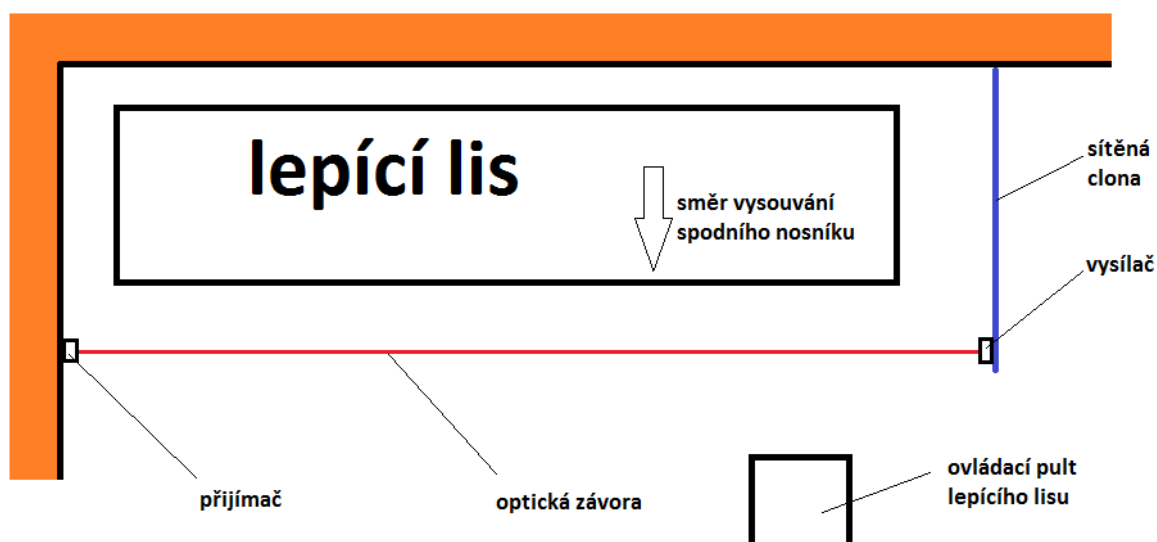 lepící lis
směr vysouvání
spodního nosníku
sítěná
clona
vysílač
přijímač
optická závora
ovládací pult
lepícího lisu